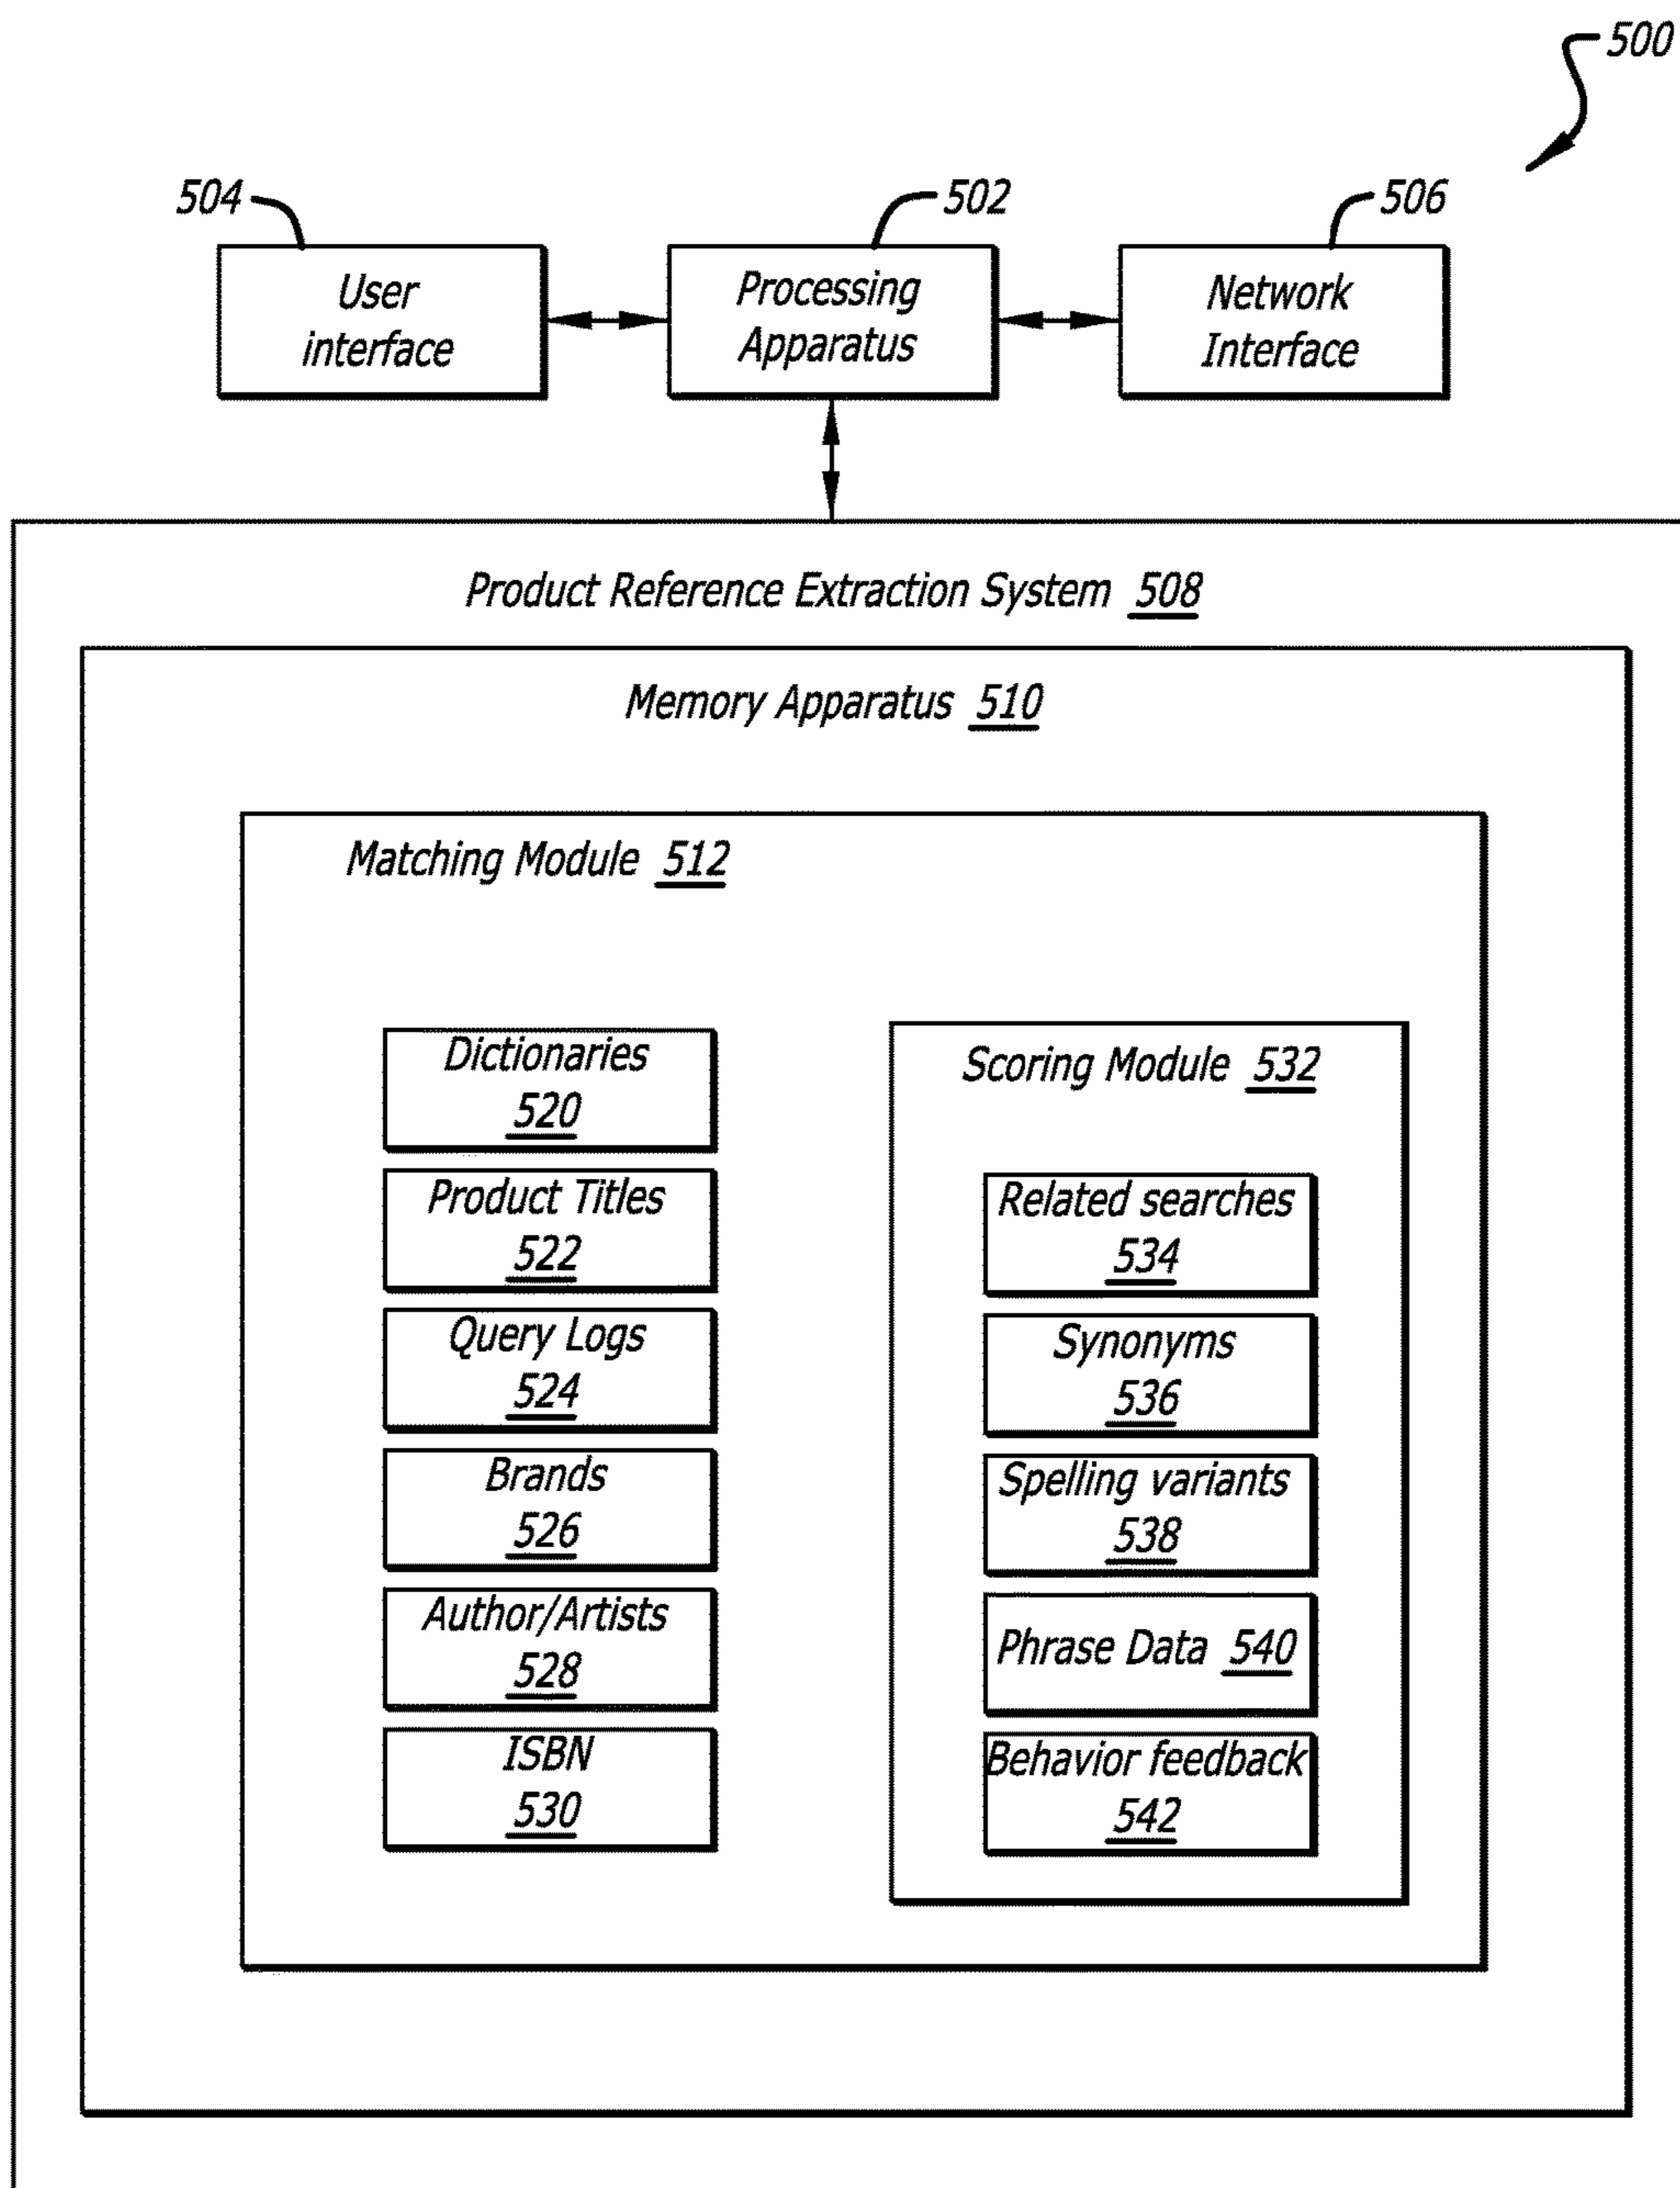 500
504
502
506
User
interface
Processing
Apparatus
Network
Interface
Product Reference Extraction System 508
Memory Apparatus 510
Matching Module 512
Dictionaries
520
Product Titles
522
Query Logs
524
Brands
526
Author/Artists
528
ISBN
530
Scoring Module 532
Related searches
534
Synonyms
536
Spelling variants
538
Phrase Data 540
Behavior feedback
542